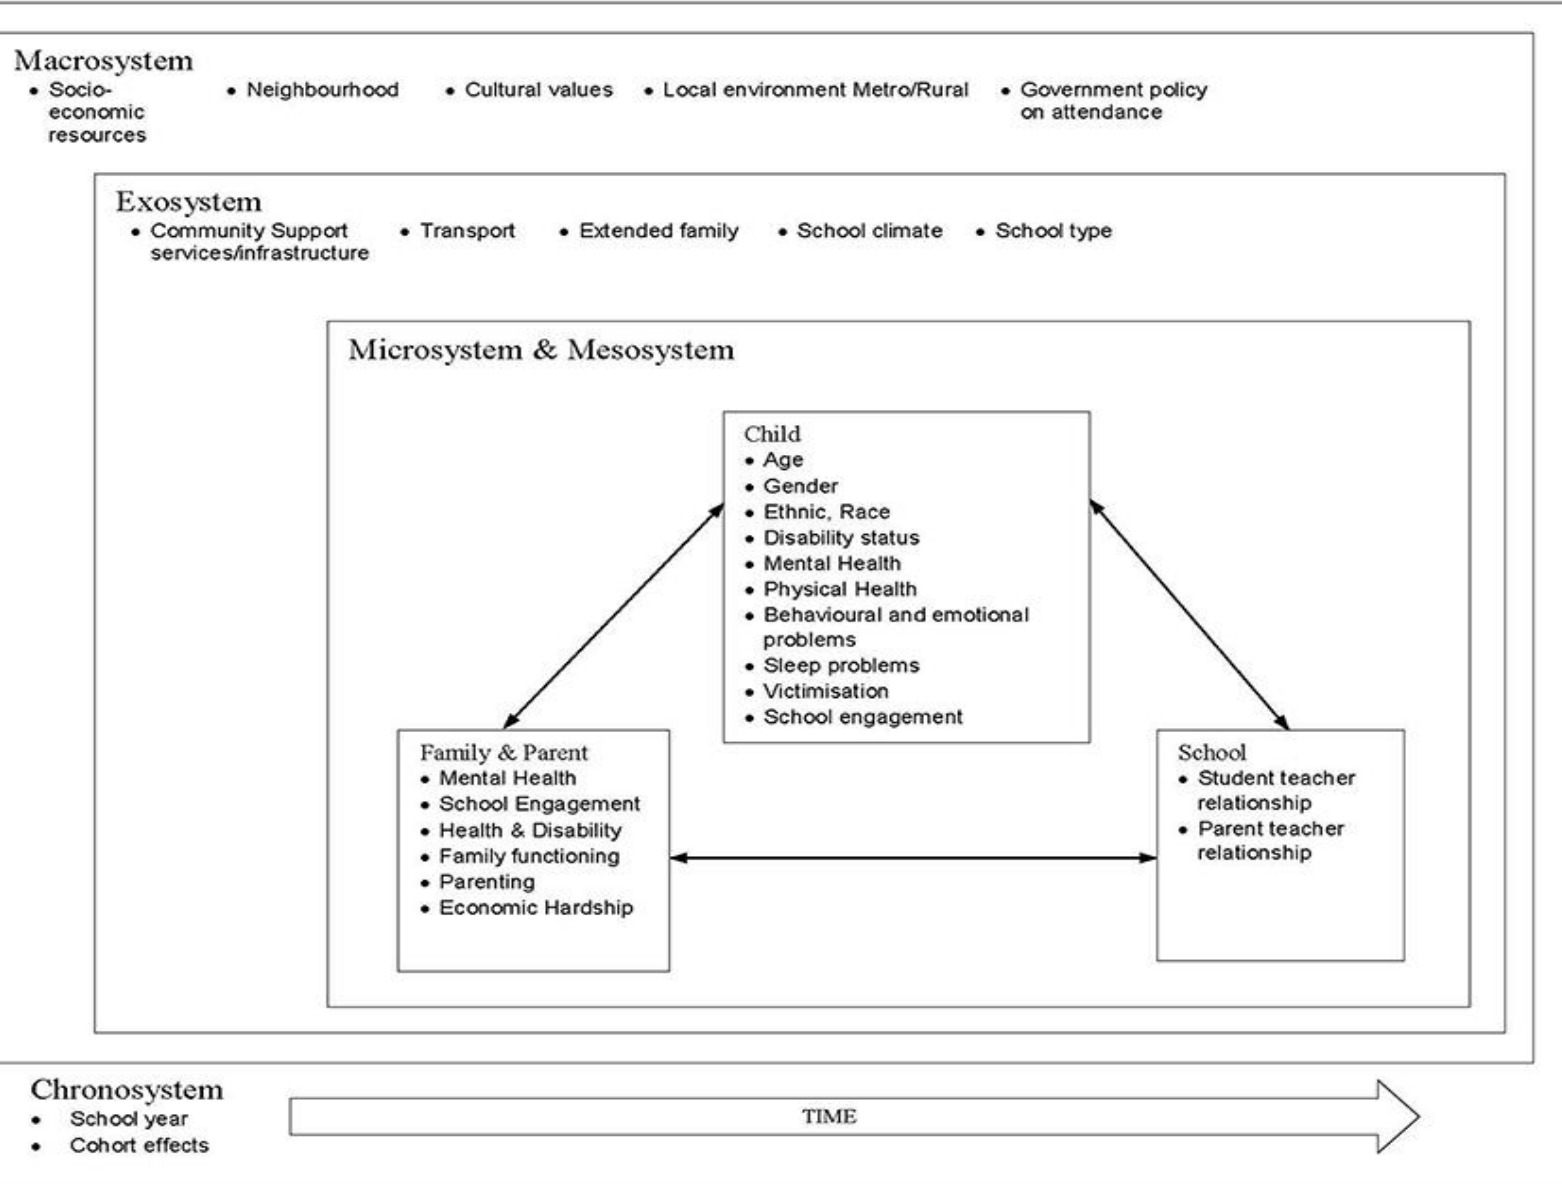 Macrosystem
• Socio-
economic
resources
• Neighbourhood
• Cultural values
• Local environment Metro/Rural
• Government policy
on attendance
Exosystem
• Community Support
services/infrastructure
• Transport
• Extended family
• School climate
• School type
Microsystem & Mesosystem
Child
• Age
• Gender
• Ethnic, Race
• Disability status
• Mental Health
• Physical Health
• Behavioural and emotional
problems
• Sleep problems
• Victimisation
• School engagement
Family & Parent
• Mental Health
• School Engagement
• Health & Disability
• Family functioning
• Parenting
• Economic Hardship
School
• Student teacher
relationship
• Parent teacher
relationship
Chronosystem
• School year
• Cohort effects
TIME